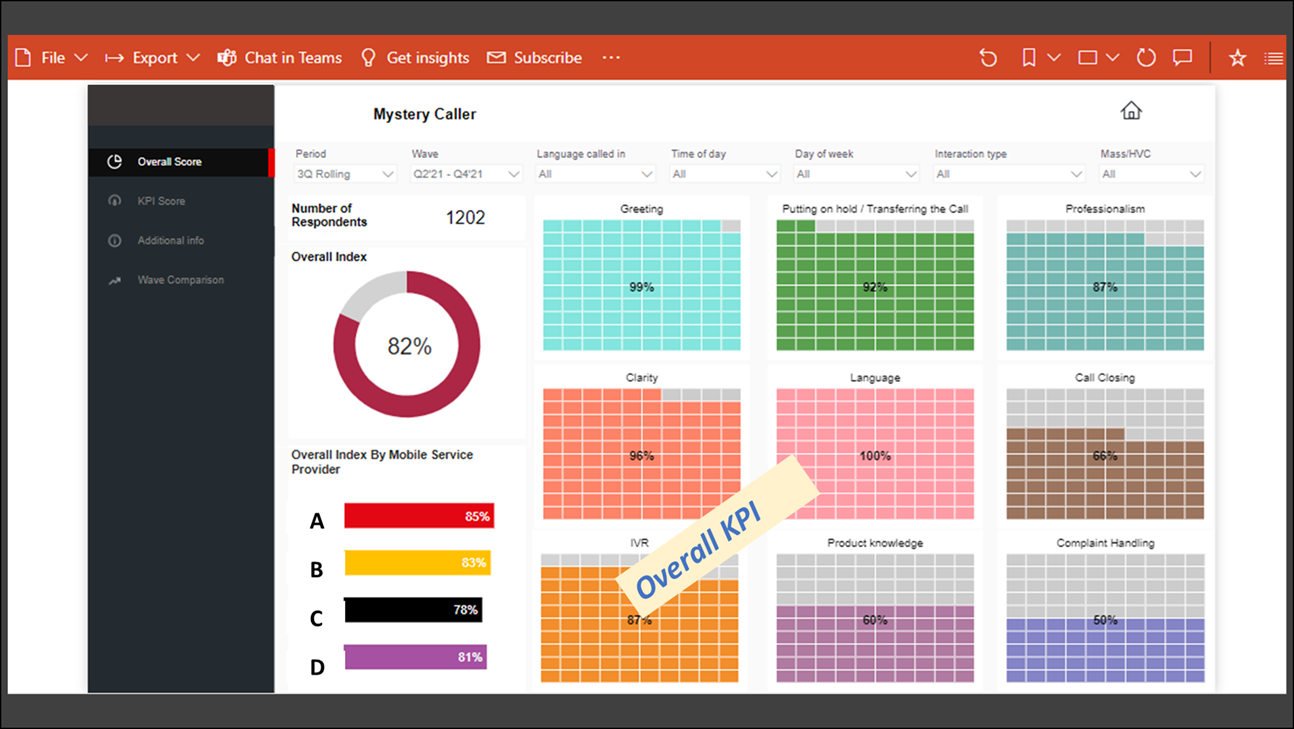 File
Export
Chat in Teams
Get insights
Subscribe
...
Mystery Caller
Overall Score
KPI Score
Additional info
Wave Comparison
Period
3Q Rolling
Wave
Q2'21 - Q4'21
Language called in
All
Time of day
All
Day of week
All
Interaction type
All
Mass/HVC
All
Number of
Respondents
1202
Overall Index
82%
Overall Index By Mobile Service
Provider
A
85%
B
83%
C
78%
D
81%
Greeting
99%
Putting on hold / Transferring the Call
92%
Professionalism
87%
Clarity
96%
Language
100%
Call Closing
66%
IVR
87%
Product knowledge
60%
Complaint Handling
50%
Overall KPI